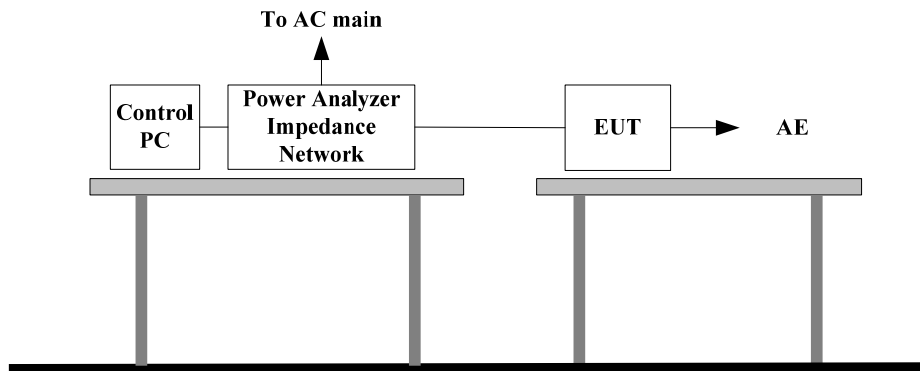 To AC main
Control
PC
Power Analyzer
Impedance
Network
EUT
AE